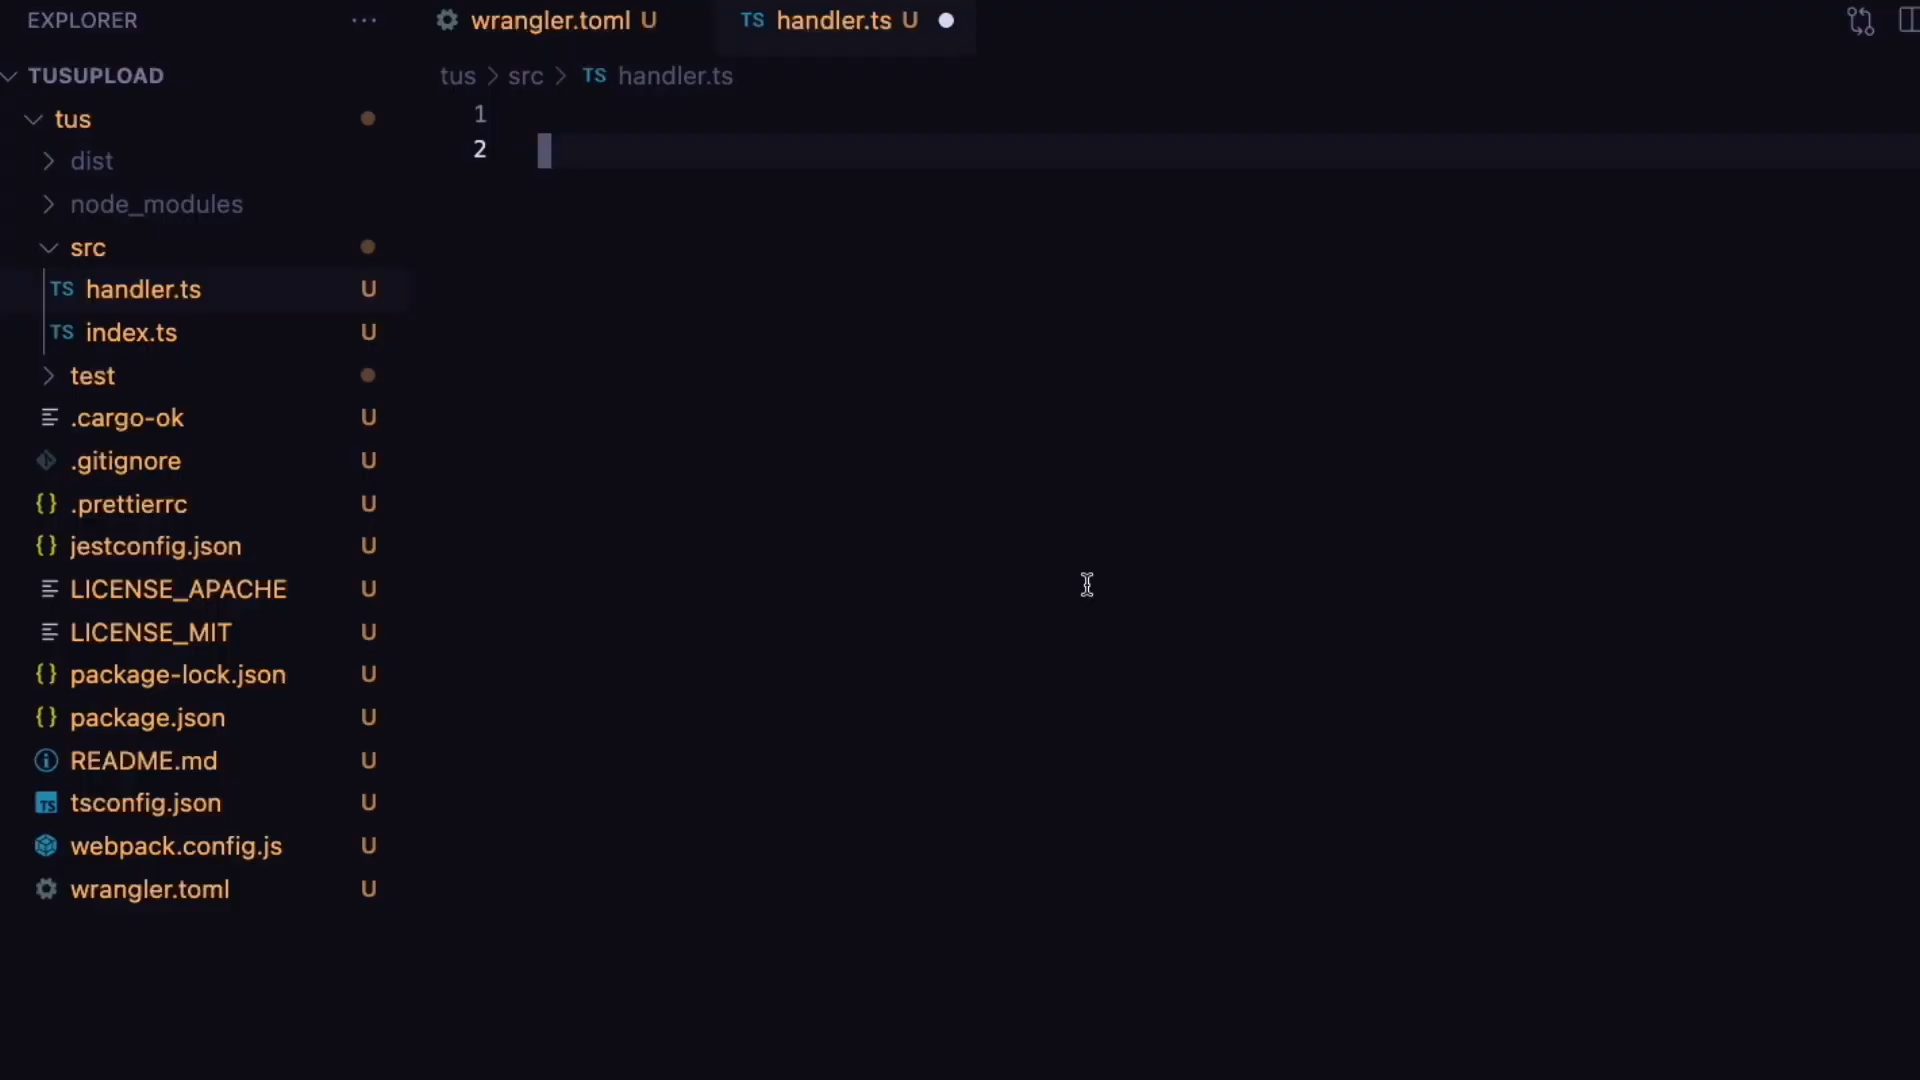 EXPLORER ···
wrangler.toml U
TS handler.ts U
TUSUPLOAD
tus > src > TS handler.ts
1
2
tus
dist
node_modules
src
TS handler.ts U
TS index.ts U
test
.cargo-ok U
.gitignore U
{} .prettierrc U
{} jestconfig.json U
LICENSE_APACHE U
LICENSE_MIT U
{} package-lock.json U
{} package.json U
README.md U
TS tsconfig.json U
webpack.config.js U
wrangler.toml U